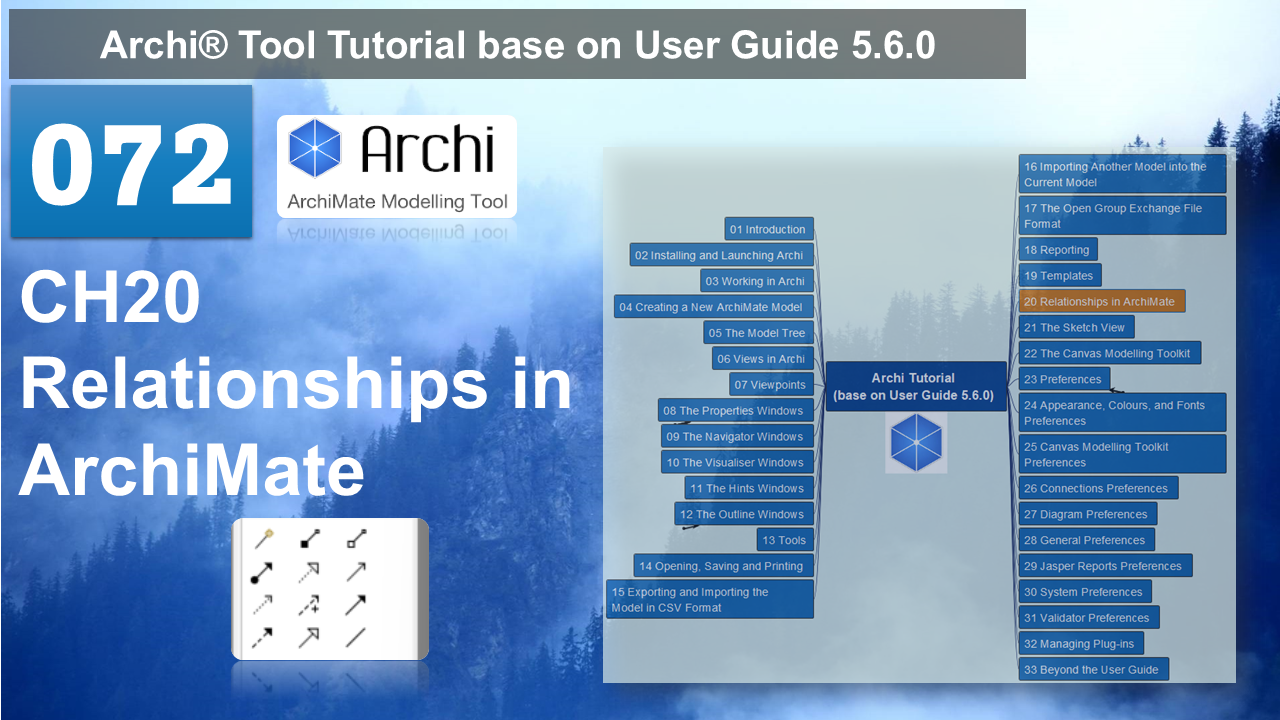 Archi® Tool Tutorial base on User Guide 5.6.0
072
Archi
ArchiMate Modelling Tool
CH20
Relationships in
ArchiMate
01 Introduction
02 Installing and Launching Archi
03 Working in Archi
04 Creating a New ArchiMate Model
05 The Model Tree
06 Views in Archi
07 Viewpoints
08 The Properties Windows
09 The Navigator Windows
10 The Visualiser Windows
11 The Hints Windows
12 The Outline Windows
13 Tools
14 Opening, Saving and Printing
15 Exporting and Importing the
Model in CSV Format
Archi Tutorial
(base on User Guide 5.6.0)
16 Importing Another Model into the
Current Model
17 The Open Group Exchange File
Format
18 Reporting
19 Templates
20 Relationships in ArchiMate
21 The Sketch View
22 The Canvas Modelling Toolkit
23 Preferences
24 Appearance, Colours, and Fonts
Preferences
25 Canvas Modelling Toolkit
Preferences
26 Connections Preferences
27 Diagram Preferences
28 General Preferences
29 Jasper Reports Preferences
30 System Preferences
31 Validator Preferences
32 Managing Plug-ins
33 Beyond the User Guide